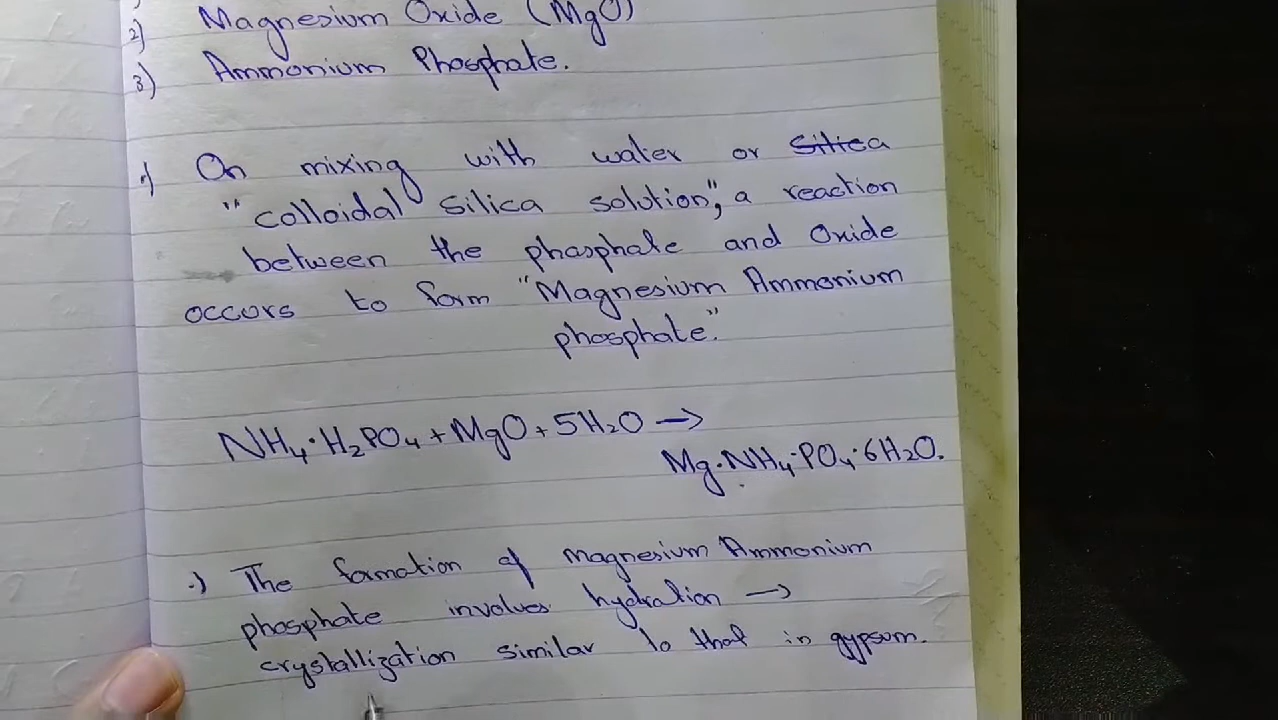 2) Magnesium Oxide (MgO)
3) Ammonium Phosphate.
•) On mixing with water or Silica
"colloidal silica solution", a reaction
between the phosphate and Oxide
occurs to form "Magnesium Ammonium
phosphate."
NH₄·H₂PO₄ + MgO + 5H₂O →
Mg·NH₄·PO₄·6H₂O.
•) The formation of Magnesium Ammonium
phosphate involves hydration →
crystallization similar to that in gypsum.